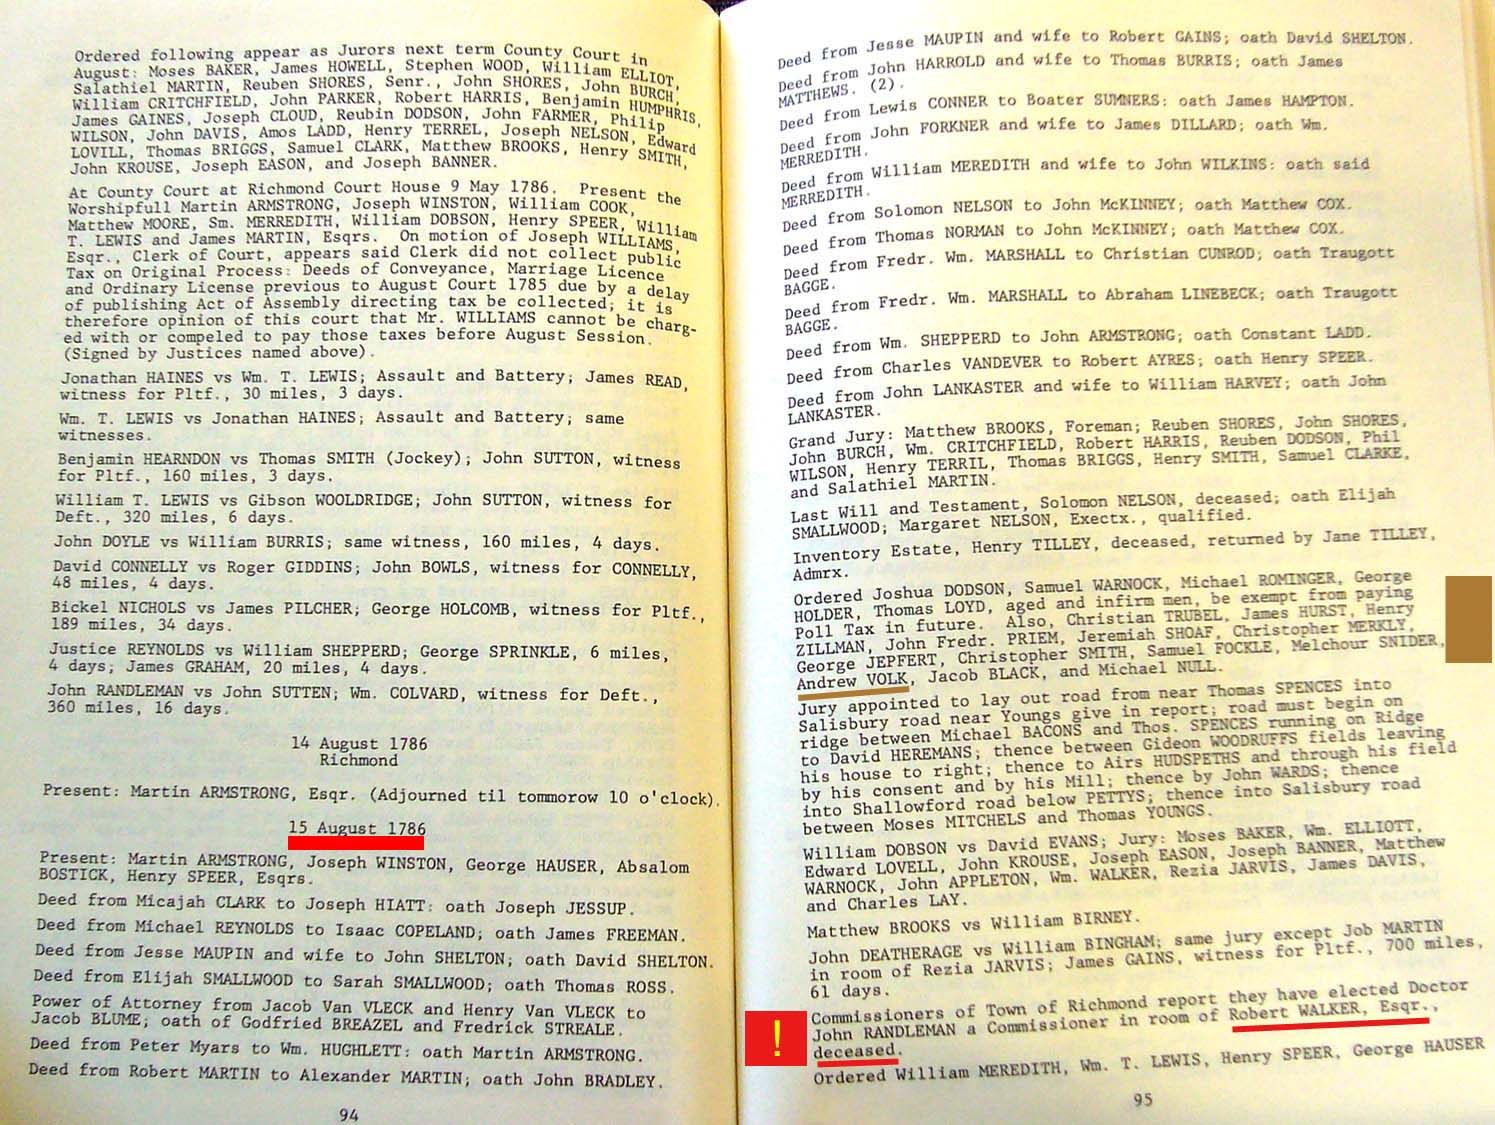 Ordered following appear as Jurors next term County Court in
August: Moses BAKER, James HOWELL, Stephen WOOD, William ELLIOT,
Salathiel MARTIN, Reuben SHORES, Senr., John SHORES, John BURCH,
William CRITCHFIELD, John PARKER, Robert HARRIS, Benjamin HUMPHRIS,
James GAINES, Joseph CLOUD, Reubin DODSON, John FARMER, Philip
WILSON, John DAVIS, Amos LADD, Henry TERREL, Joseph NELSON, Edward
LOVILL, Thomas BRIGGS, Samuel CLARK, Matthew BROOKS, Henry SMITH,
John KROUSE, Joseph EASON, and Joseph BANNER.
At County Court at Richmond Court House 9 May 1786. Present the
Worshipfull Martin ARMSTRONG, Joseph WINSTON, William COOK,
Matthew MOORE, Sm. MERREDITH, William DOBSON, Henry SPEER, William
T. LEWIS and James MARTIN, Esqrs. On motion of Joseph WILLIAMS,
Esqr., Clerk of Court, appears said Clerk did not collect public
Tax on Original Process: Deeds of Conveyance, Marriage Licence
and Ordinary License previous to August Court 1785 due by a delay
of publishing Act of Assembly directing tax be collected; it is
therefore opinion of this court that Mr. WILLIAMS cannot be charg-
ed with or compeled to pay those taxes before August Session.
(Signed by Justices named above).
Jonathan HAINES vs Wm. T. LEWIS; Assault and Battery; James READ,
witness for Pltf., 30 miles, 3 days.
Wm. T. LEWIS vs Jonathan HAINES; Assault and Battery; same
witnesses.
Benjamin HEARNDON vs Thomas SMITH (Jockey); John SUTTON, witness
for Pltf., 160 miles, 3 days.
William T. LEWIS vs Gibson WOOLDRIDGE; John SUTTON, witness for
Deft., 320 miles, 6 days.
John DOYLE vs William BURRIS; same witness, 160 miles, 4 days.
David CONNELLY vs Roger GIDDINS; John BOWLS, witness for CONNELLY,
48 miles, 4 days.
Bickel NICHOLS vs James PILCHER; George HOLCOMB, witness for Pltf.,
189 miles, 34 days.
Justice REYNOLDS vs William SHEPPERD; George SPRINKLE, 6 miles,
4 days; James GRAHAM, 20 miles, 4 days.
John RANDLEMAN vs John SUTTEN; Wm. COLVARD, witness for Deft.,
360 miles, 16 days.
14 August 1786
Richmond
Present: Martin ARMSTRONG, Esqr. (Adjourned til tommorow 10 o'clock).
15 August 1786
Present: Martin ARMSTRONG, Joseph WINSTON, George HAUSER, Absalom
BOSTICK, Henry SPEER, Esqrs.
Deed from Micajah CLARK to Joseph HIATT: oath Joseph JESSUP.
Deed from Michael REYNOLDS to Isaac COPELAND; oath James FREEMAN.
Deed from Jesse MAUPIN and wife to John SHELTON; oath David SHELTON.
Deed from Elijah SMALLWOOD to Sarah SMALLWOOD; oath Thomas ROSS.
Power of Attorney from Jacob Van VLECK and Henry Van VLECK to
Jacob BLUME; oath of Godfried BREAZEL and Fredrick STREALE.
Deed from Peter Myars to Wm. HUGHLETT: oath Martin ARMSTRONG.
Deed from Robert MARTIN to Alexander MARTIN; oath John BRADLEY.
94
Deed from Jesse MAUPIN and wife to Robert GAINS; oath David SHELTON.
Deed from John HARROLD and wife to Thomas BURRIS; oath James
MATTHEWS. (2).
Deed from Lewis CONNER to Boater SUMNERS: oath James HAMPTON.
Deed from John FORKNER and wife to James DILLARD; oath Wm.
MERREDITH.
Deed from William MEREDITH and wife to John WILKINS: oath said
MERREDITH.
Deed from Solomon NELSON to John McKINNEY; oath Matthew COX.
Deed from Thomas NORMAN to John McKINNEY; oath Matthew COX.
Deed from Fredr. Wm. MARSHALL to Christian CUNROD; oath Traugott
BAGGE.
Deed from Fredr. Wm. MARSHALL to Abraham LINEBECK; oath Traugott
BAGGE.
Deed from Wm. SHEPPERD to John ARMSTRONG; oath Constant LADD.
Deed from Charles VANDEVER to Robert AYRES; oath Henry SPEER.
Deed from John LANKASTER and wife to William HARVEY; oath John
LANKASTER.
Grand Jury: Matthew BROOKS, Foreman; Reuben SHORES, John SHORES,
John BURCH, Wm. CRITCHFIELD, Robert HARRIS, Reuben DODSON, Phil
WILSON, Henry TERRIL, Thomas BRIGGS, Henry SMITH, Samuel CLARKE,
and Salathiel MARTIN.
Last Will and Testament, Solomon NELSON, deceased; oath Elijah
SMALLWOOD; Margaret NELSON, Exectx., qualified.
Inventory Estate, Henry TILLEY, deceased, returned by Jane TILLEY,
Admrx.
Ordered Joshua DODSON, Samuel WARNOCK, Michael ROMINGER, George
HOLDER, Thomas LOYD, aged and infirm men, be exempt from paying
Poll Tax in future. Also, Christian TRUBEL, James HURST, Henry
ZILLMAN, John Fredr. PRIEM, Jeremiah SHOAF, Christopher MERKLY,
George JEPFERT, Christopher SMITH, Samuel FOCKLE, Melchour SNIDER,
Andrew VOLK, Jacob BLACK, and Michael NULL.
Jury appointed to lay out road from near Thomas SPENCES into
Salisbury road near Youngs give in report; road must begin on
ridge between Michael BACONS and Thos. SPENCES running on Ridge
to David HEREMANS; thence between Gideon WOODRUFFS fields leaving
his house to right; thence to Airs HUDSPETHS and through his field
by his consent and by his Mill; thence by John WARDS; thence
into Shallowford road below PETTYS; thence into Salisbury road
between Moses MITCHELS and Thomas YOUNGS.
William DOBSON vs David EVANS; Jury: Moses BAKER, Wm. ELLIOTT,
Edward LOVELL, John KROUSE, Joseph EASON, Joseph BANNER, Matthew
WARNOCK, John APPLETON, Wm. WALKER, Rezia JARVIS, James DAVIS,
and Charles LAY.
Matthew BROOKS vs William BIRNEY.
John DEATHERAGE vs William BINGHAM; same jury except Job MARTIN
in room of Rezia JARVIS; James GAINS, witness for Pltf., 700 miles,
61 days.
Commissioners of Town of Richmond report they have elected Doctor
John RANDLEMAN a Commissioner in room of Robert WALKER, Esqr.,
! deceased.
Ordered William MEREDITH, Wm. T. LEWIS, Henry SPEER, George HAUSER
95